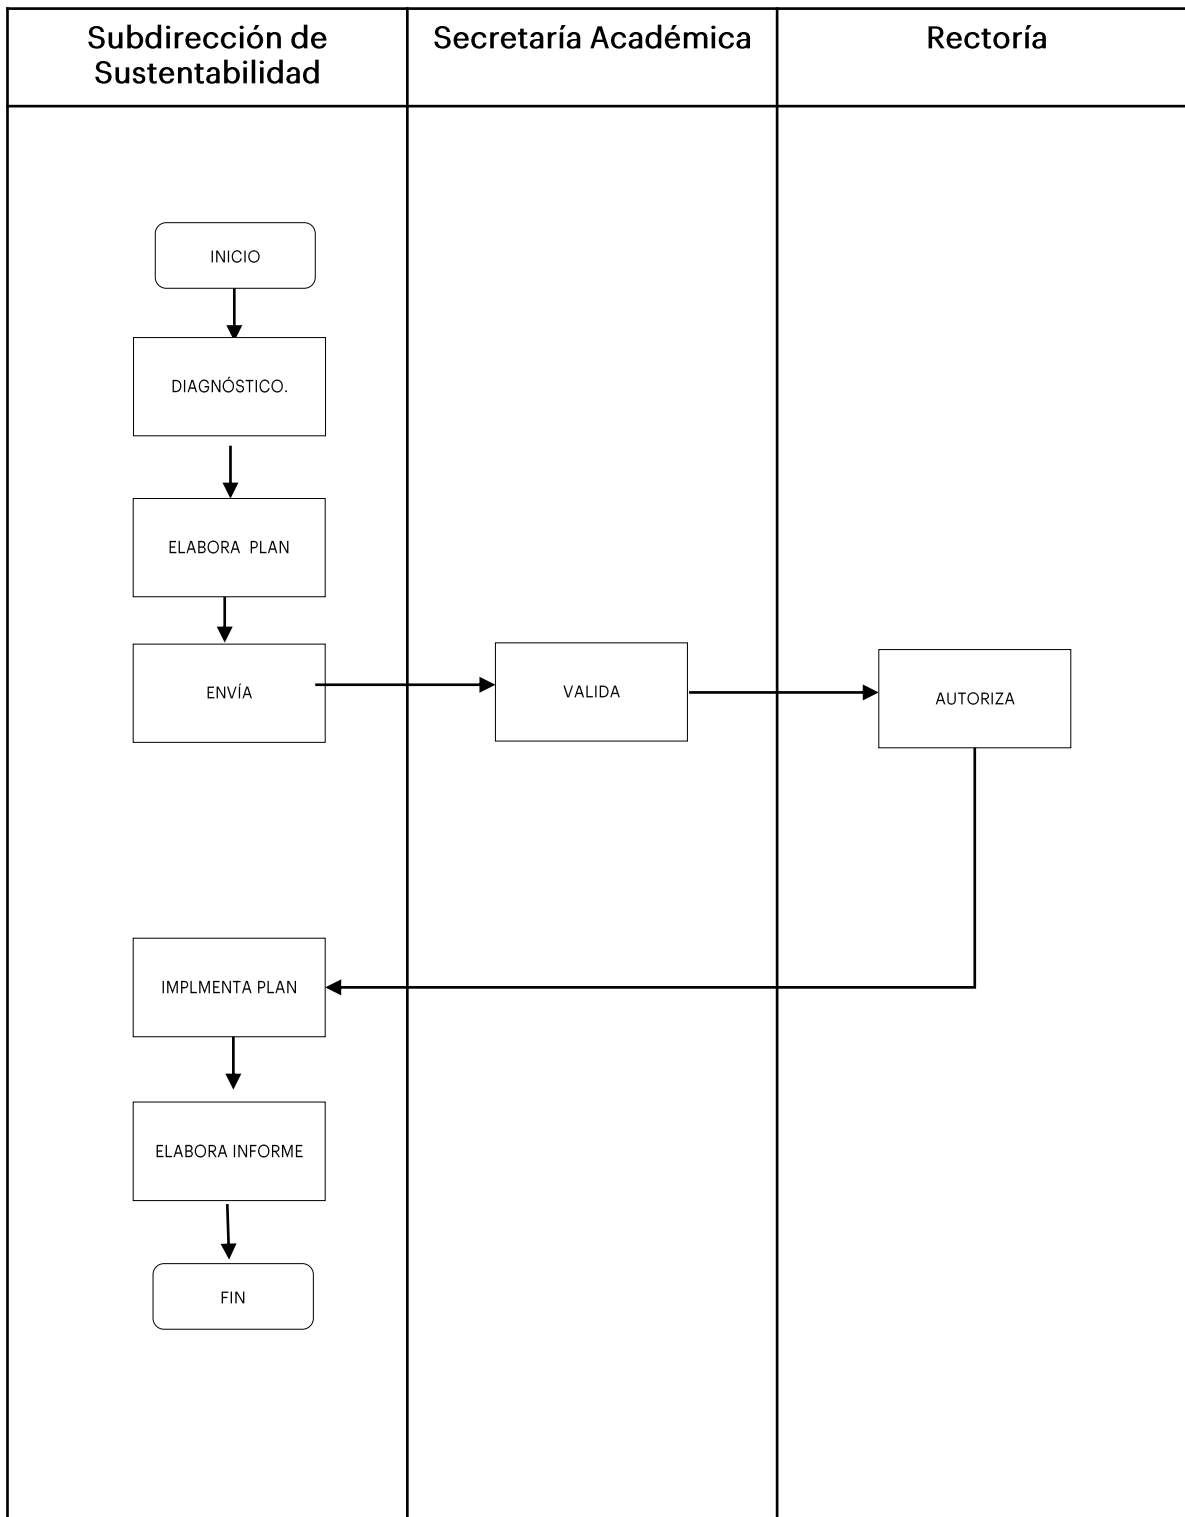 Subdirección de
Sustentabilidad
Secretaría Académica
Rectoría
INICIO
DIAGNÓSTICO.
ELABORA PLAN
ENVÍA
VALIDA
AUTORIZA
IMPLMENTA PLAN
ELABORA INFORME
FIN